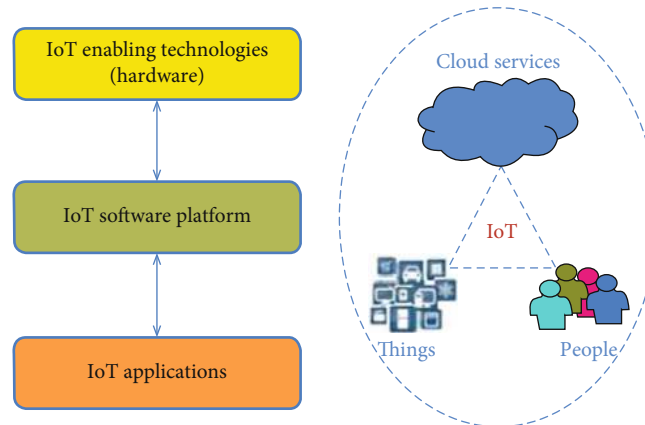 IoT enabling technologies
(hardware)
IoT software platform
IoT applications
Cloud services
IoT
Things
People